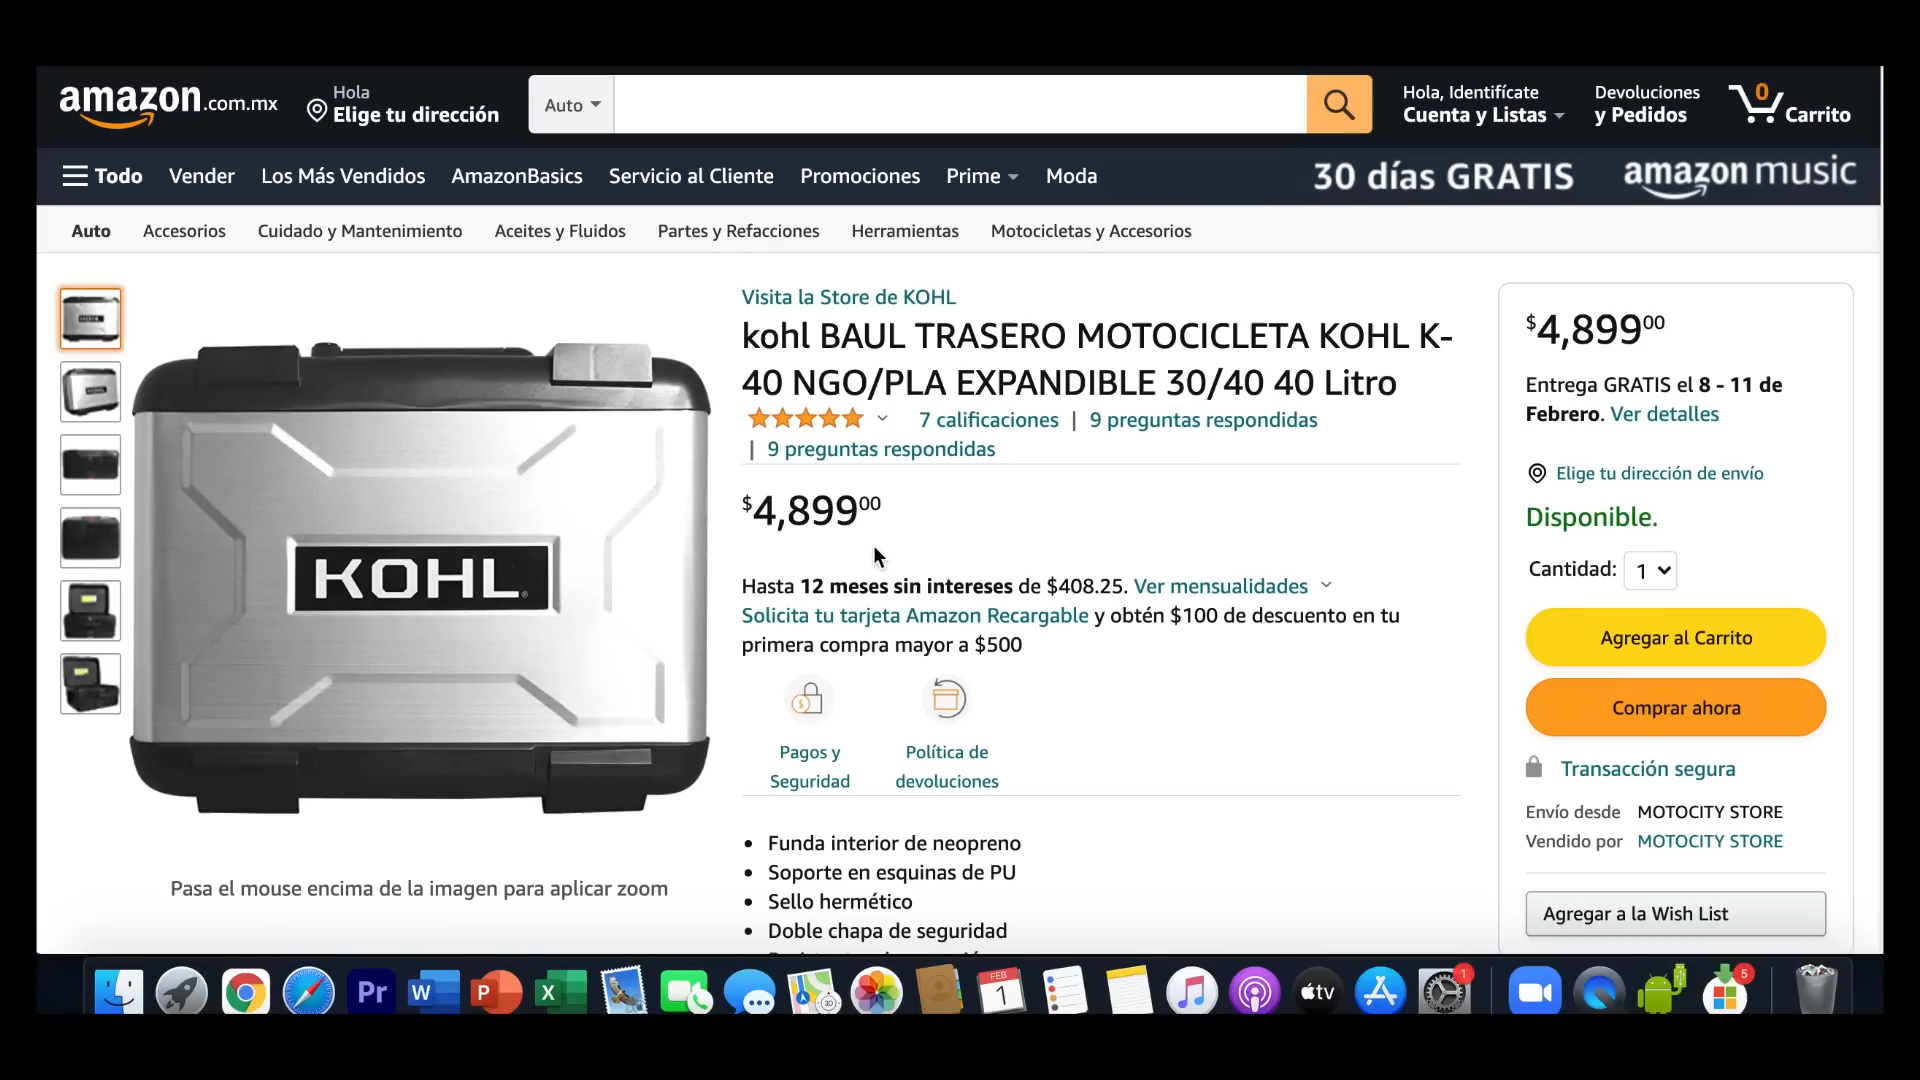 amazon.com.mx
Hola
Elige tu dirección
Auto
Hola, Identifícate
Cuenta y Listas
Devoluciones
y Pedidos
0
Carrito
Todo
Vender
Los Más Vendidos
AmazonBasics
Servicio al Cliente
Promociones
Prime
Moda
30 días GRATIS
amazon music
Auto
Accesorios
Cuidado y Mantenimiento
Aceites y Fluidos
Partes y Refacciones
Herramientas
Motocicletas y Accesorios
KOHL.
Pasa el mouse encima de la imagen para aplicar zoom
Visita la Store de KOHL
kohl BAUL TRASERO MOTOCICLETA KOHL K-
40 NGO/PLA EXPANDIBLE 30/40 40 Litro
7 calificaciones | 9 preguntas respondidas
| 9 preguntas respondidas
$4,89900
Hasta 12 meses sin intereses de $408.25. Ver mensualidades
Solicita tu tarjeta Amazon Recargable y obtén $100 de descuento en tu
primera compra mayor a $500
Pagos y
Seguridad
Política de
devoluciones
• Funda interior de neopreno
• Soporte en esquinas de PU
• Sello hermético
• Doble chapa de seguridad
$4,89900
Entrega GRATIS el 8 - 11 de
Febrero. Ver detalles
Elige tu dirección de envío
Disponible.
Cantidad: 1
Agregar al Carrito
Comprar ahora
Transacción segura
Envío desde MOTOCITY STORE
Vendido por MOTOCITY STORE
Agregar a la Wish List
Pr
W
P
X
3D
FEB
1
tv
1
5